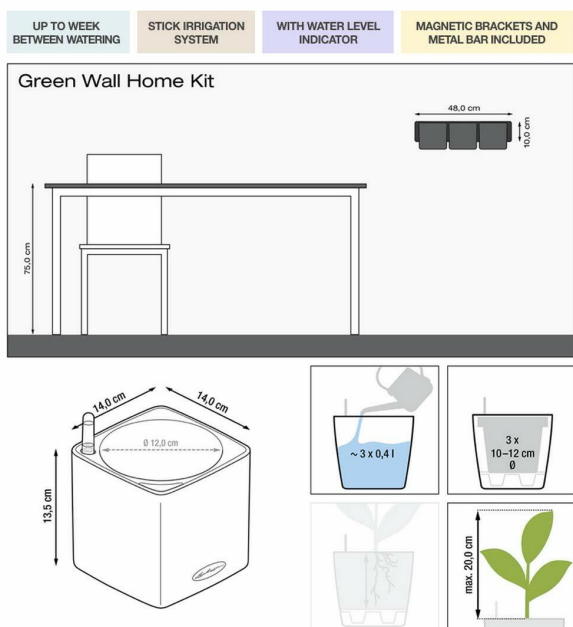 UP TO WEEK
BETWEEN WATERING
STICK IRRIGATION
SYSTEM
WITH WATER LEVEL
INDICATOR
MAGNETIC BRACKETS AND
METAL BAR INCLUDED
Green Wall Home Kit
48,0 cm
10,0 cm
75,0 cm
14,0 cm
14,0 cm
Ø 12,0 cm
13,5 cm
~ 3 x 0,4 l
3 x
10–12 cm
Ø
max. 20,0 cm